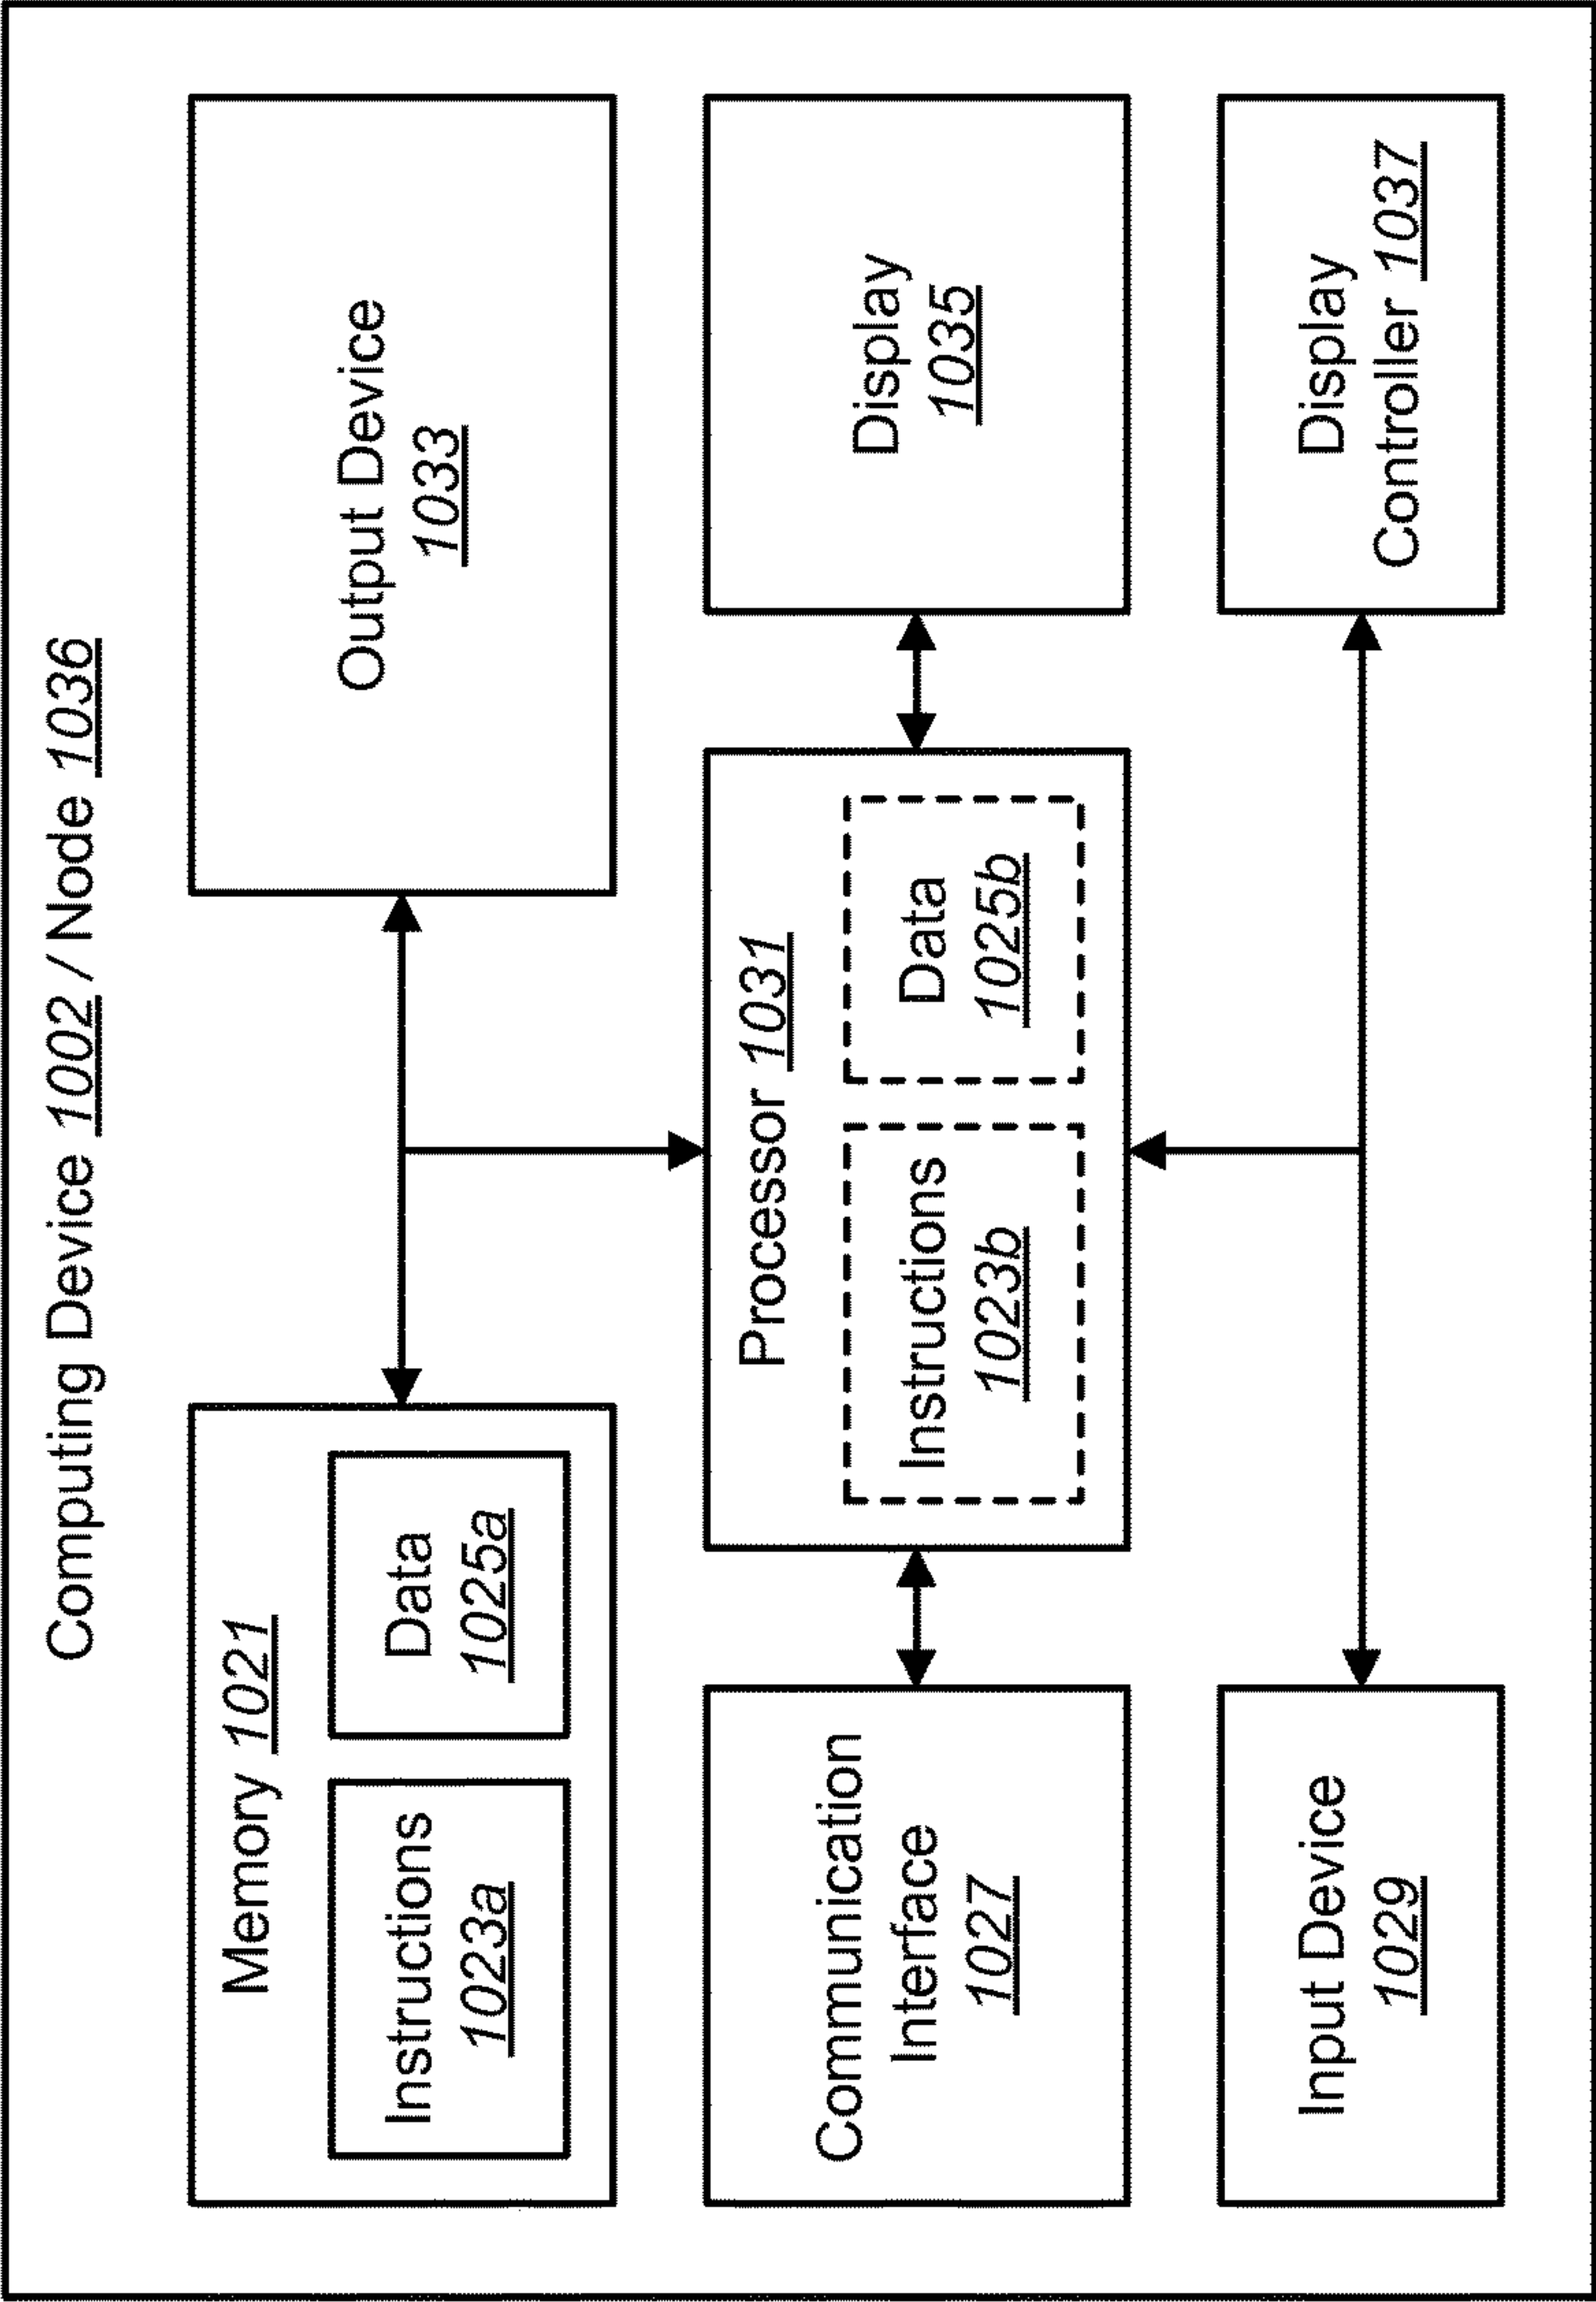 Computing Device 1002 / Node 1036
Memory 1021
Instructions
1023a
Data
1025a
Output Device
1033
Communication
Interface
1027
Processor 1031
Instructions
1023b
Data
1025b
Display
1035
Input Device
1029
Display
Controller 1037